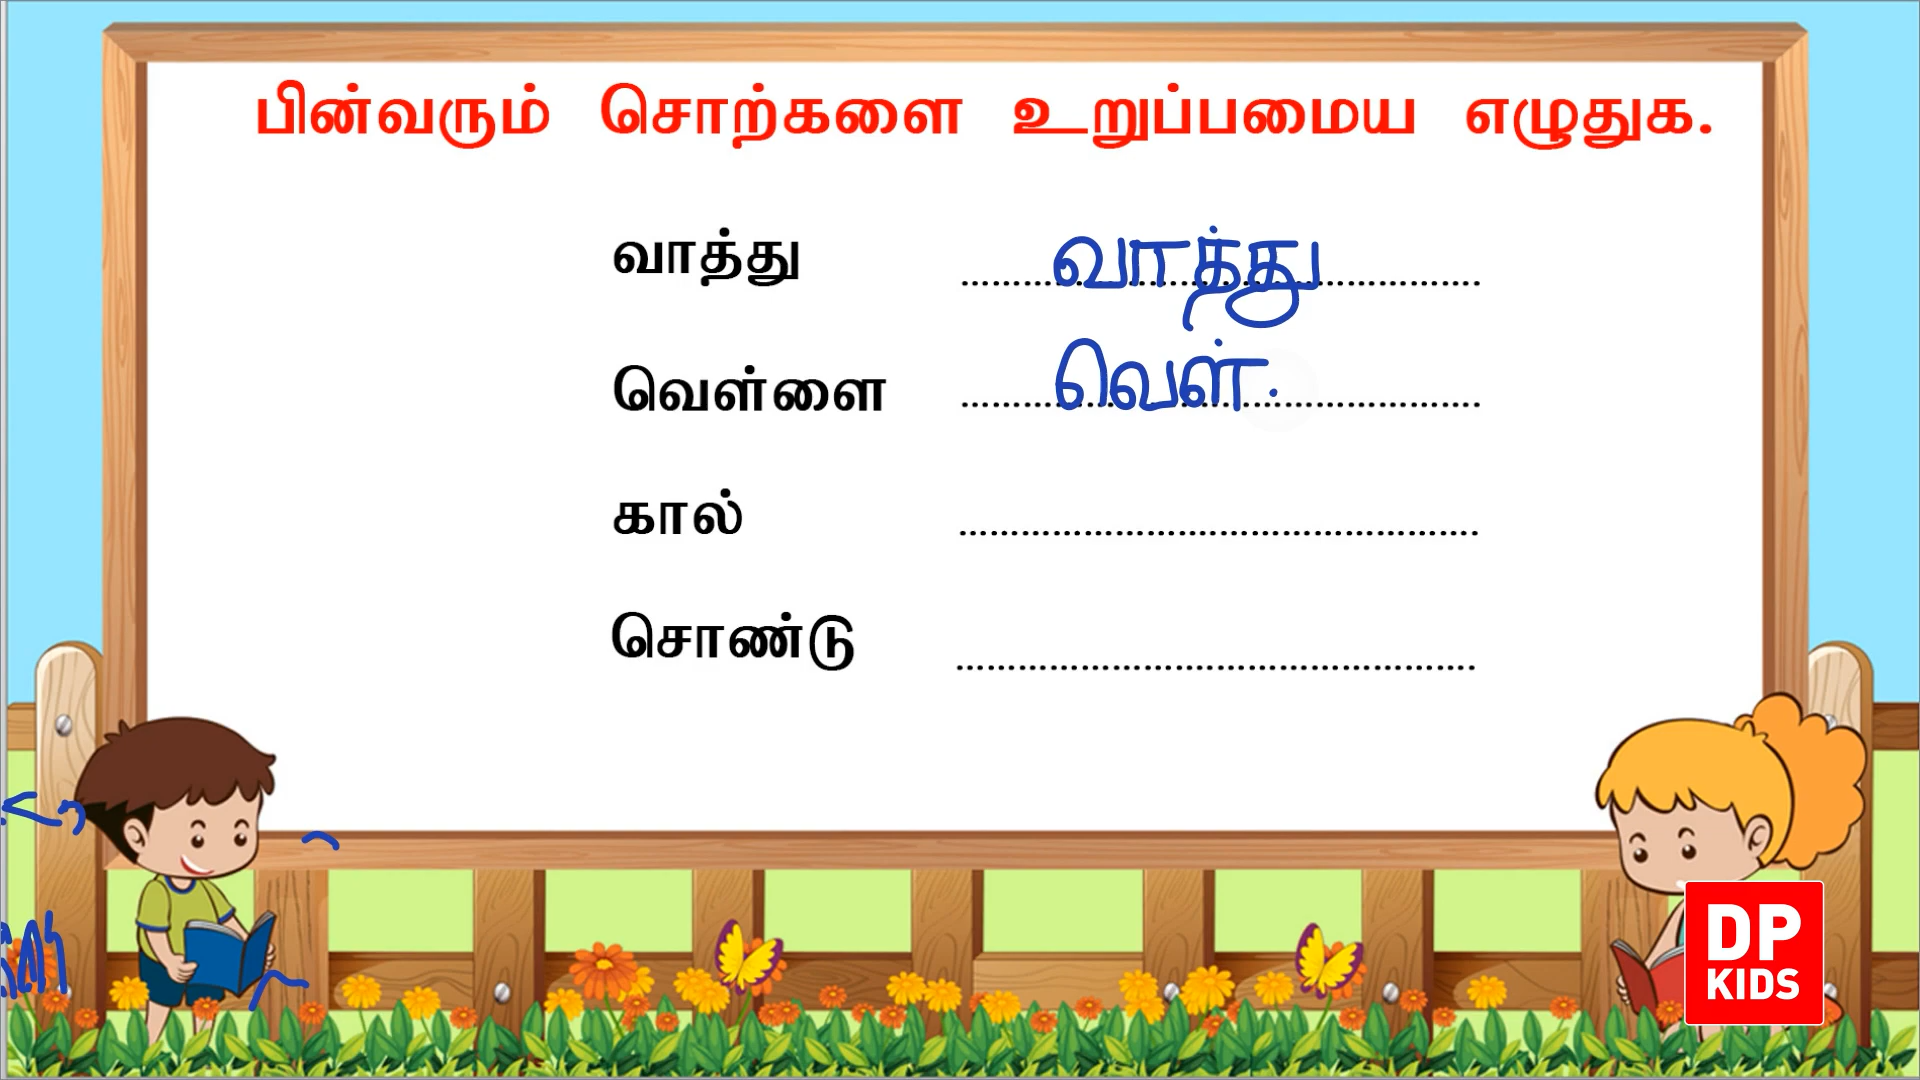 பின்வரும் சொற்களை உறுப்பமைய எழுதுக.
வாத்து ........................ வாத்து
வெள்ளை ........................ வெள்
கால் ........................
சொண்டு ........................
DP
KIDS